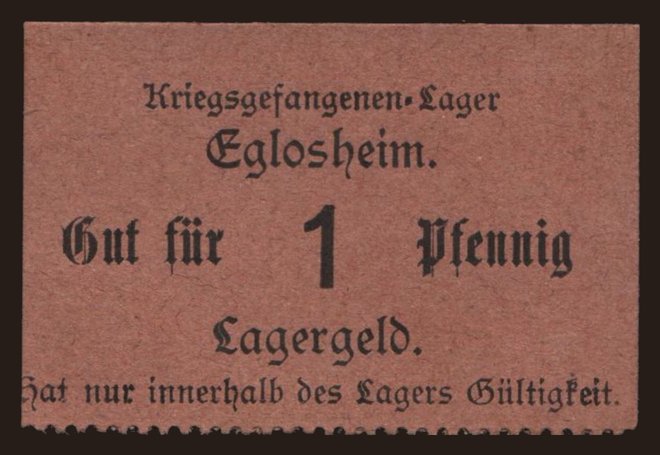 Kriegsgefangenen-Lager
Eglosheim.
Gut für 1 Pfennig
Lagergeld.
Hat nur innerhalb des Lagers Gültigkeit.